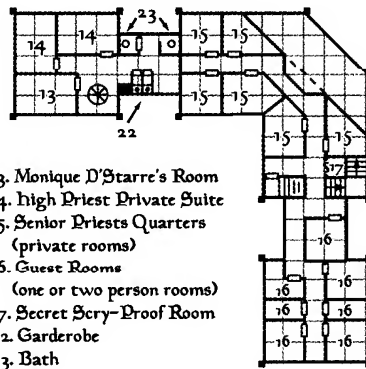 23
14 14 15 15
13 15 15
22
15 15
17
16
16 16
16 16
16 16
3. Monique D'Starre's Room
4. High Priest Private Suite
5. Senior Priests Quarters
(private rooms)
6. Guest Rooms
(one or two person rooms)
7. Secret Scry-Proof Room
2. Garderobe
3. Bath